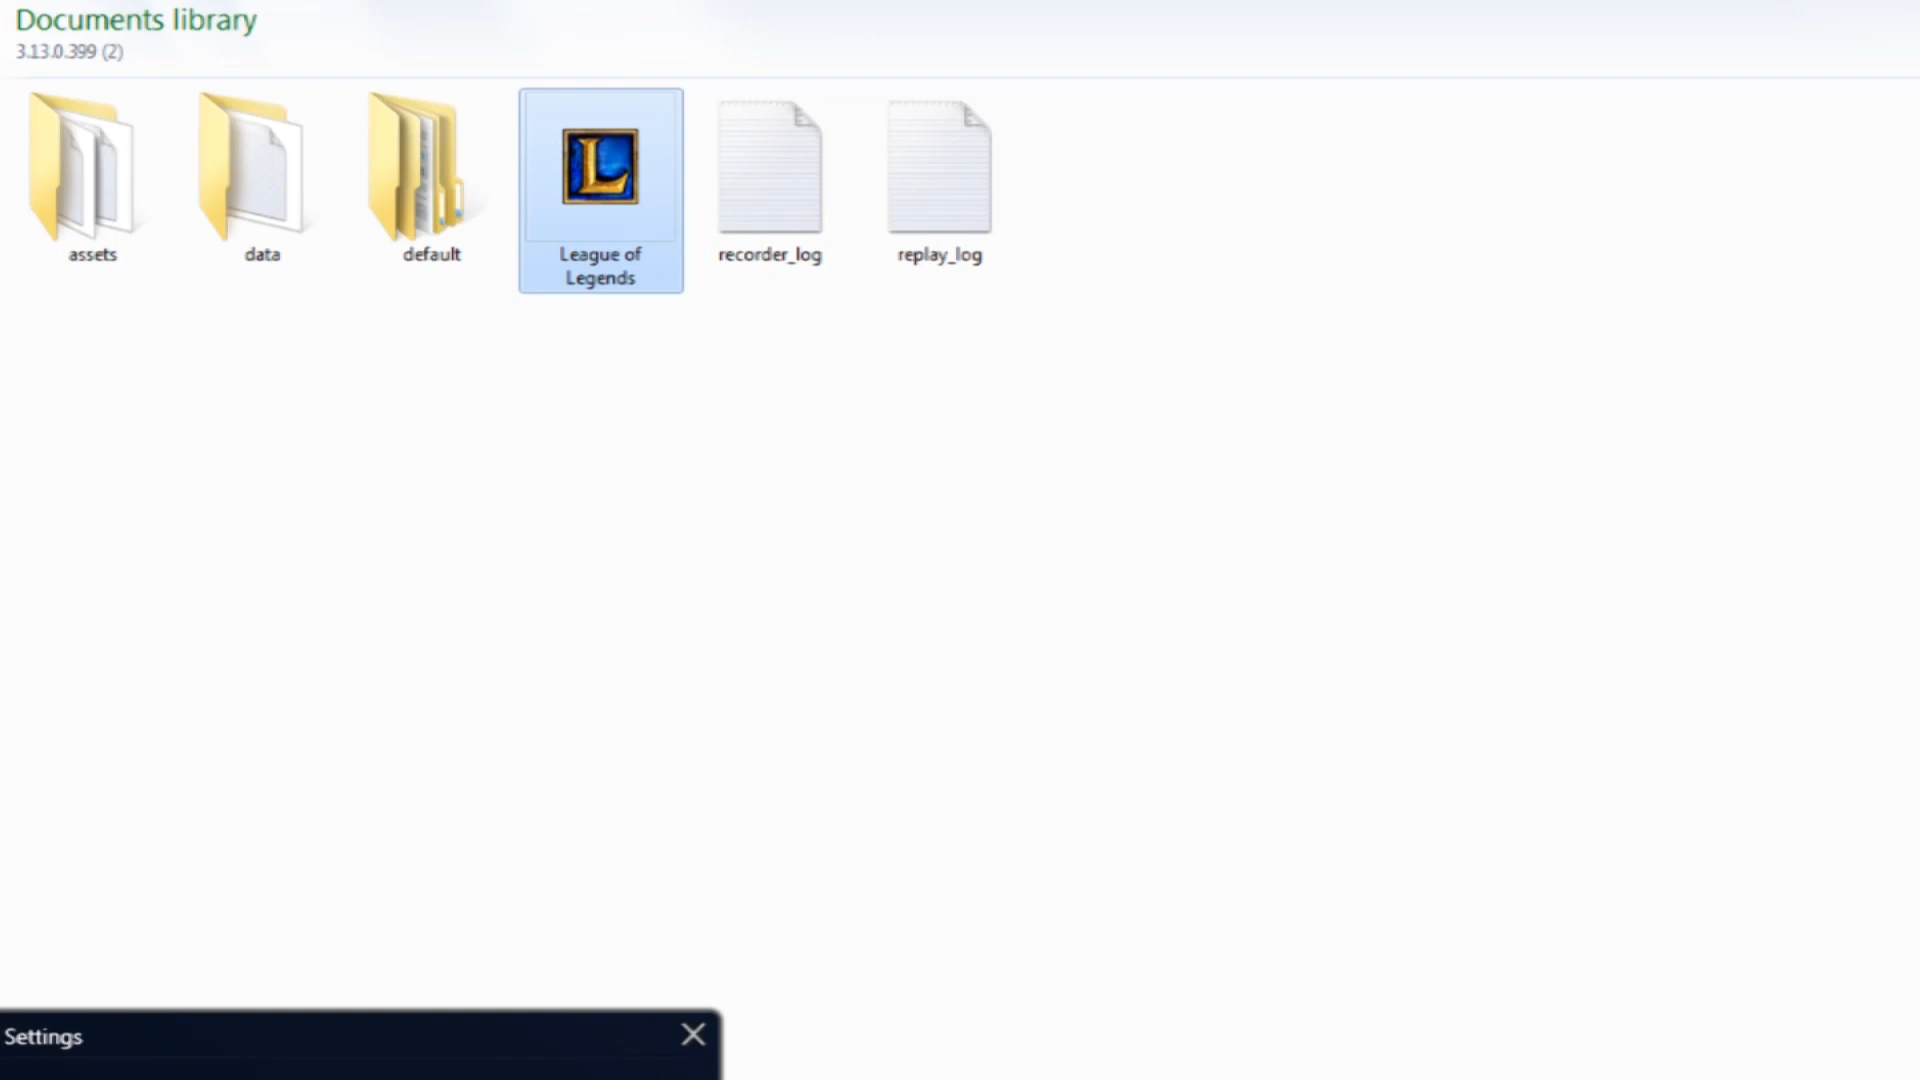 Documents library
3.13.0.399 (2)
assets
data
default
League of
Legends
recorder_log
replay_log
Settings